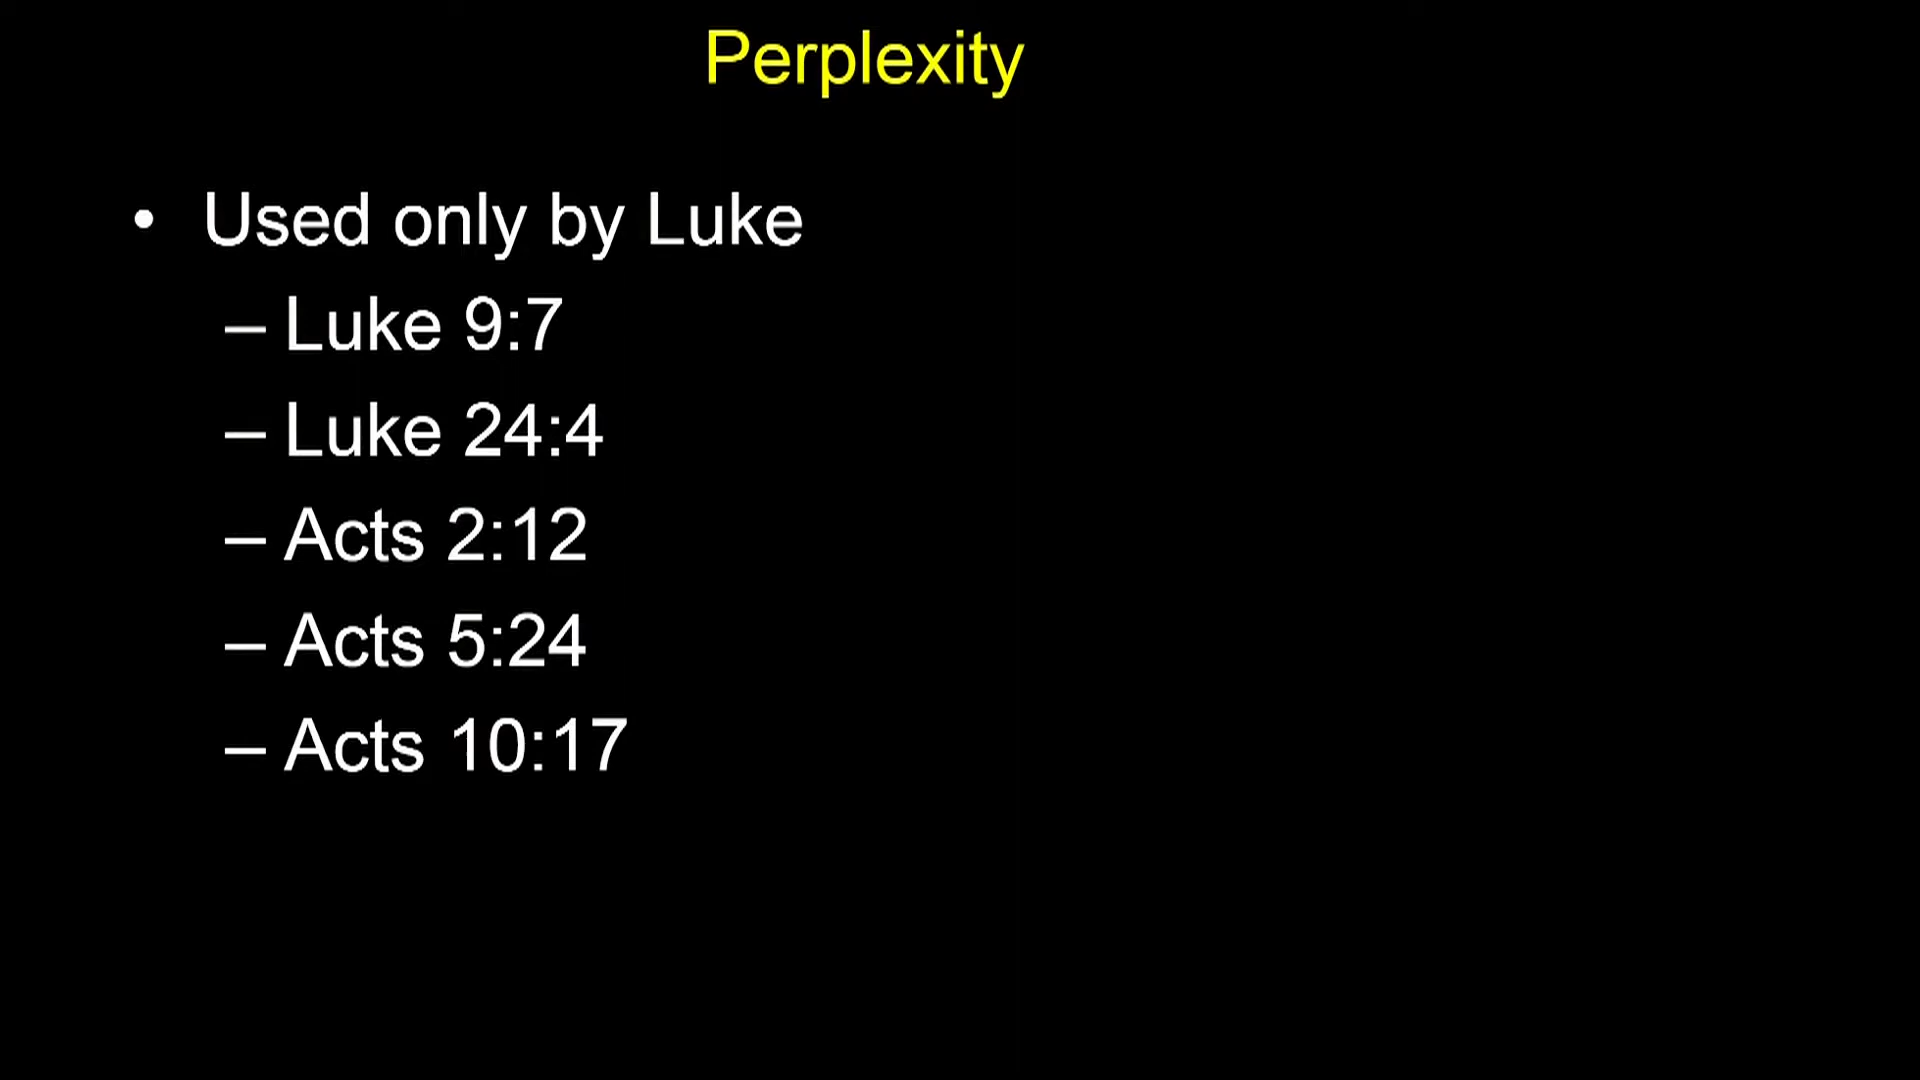 Perplexity
• Used only by Luke
– Luke 9:7
– Luke 24:4
– Acts 2:12
– Acts 5:24
– Acts 10:17